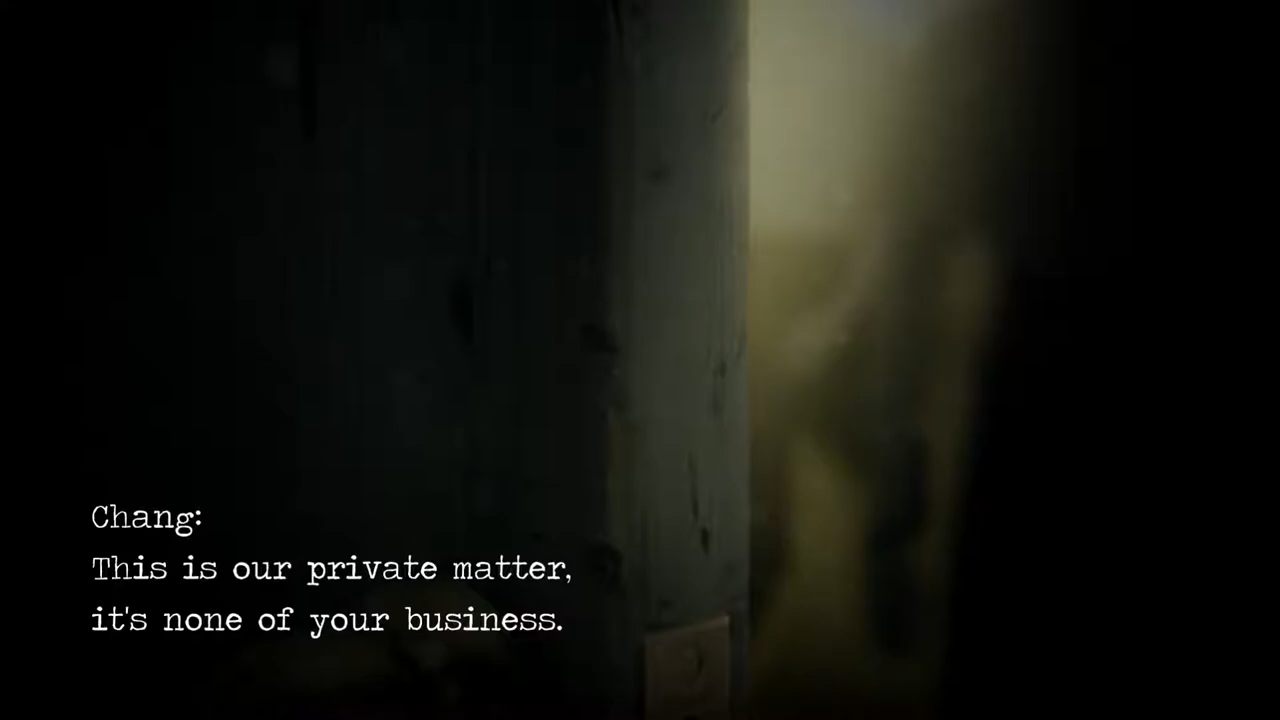 Chang:
This is our private matter,
it's none of your business.